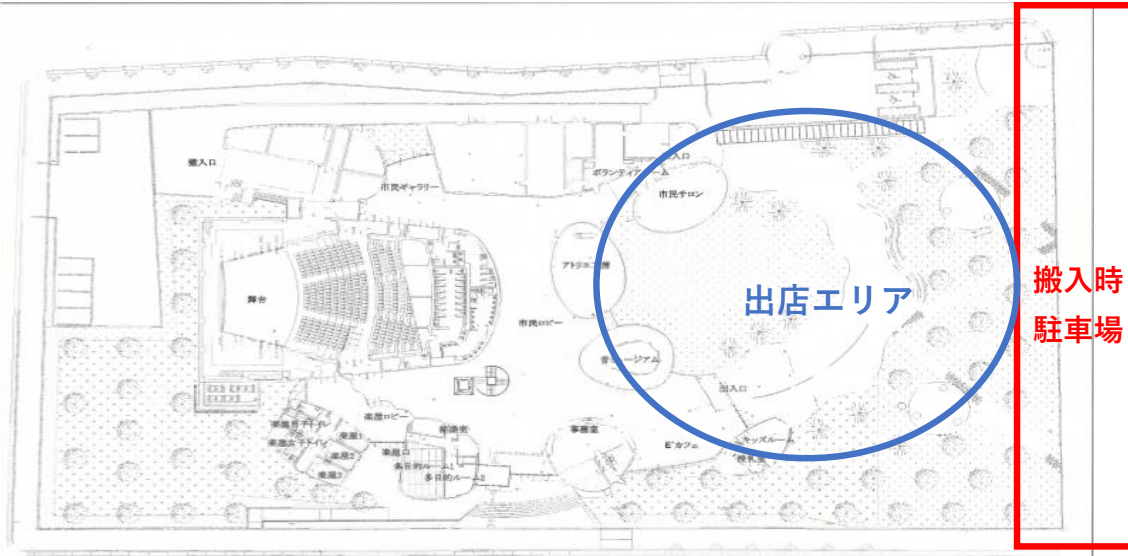 搬入口
市民ギャラリー
ボランティアルーム
入口
市民サロン
アトリエ工房
舞台
市民ロビー
音ミュージアム
出店エリア
搬入時
駐車場
出入口
楽屋ロビー
楽屋男子トイレ
楽屋女子トイレ
楽屋1
楽屋2
楽屋3
楽屋口
多目的ルーム1
多目的ルーム2
事務室
E'カフェ
キッズルーム
授乳室